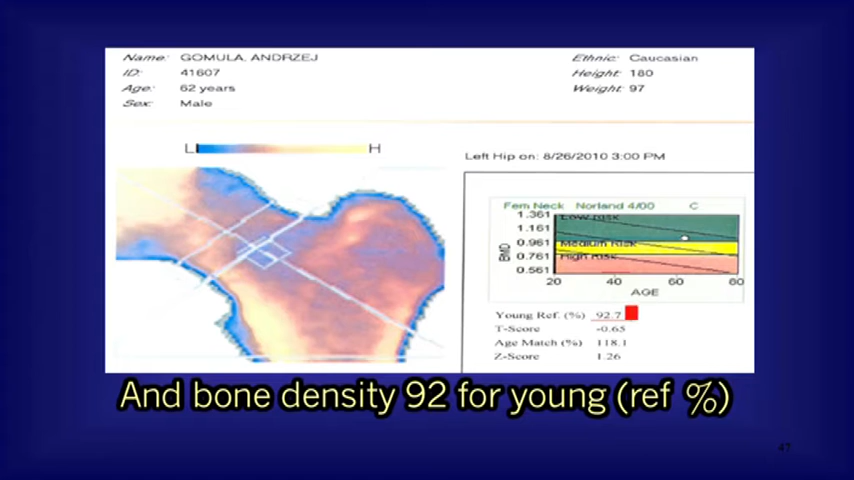 Name: GOMULA, ANDRZEJ
ID: 41607
Age: 62 years
Sex: Male
Ethnic: Caucasian
Height: 180
Weight: 97
L H
Left Hip on: 8/26/2010 3:00 PM
Fem Neck Norland 4/00 C
1.361
1.161
0.961
0.761
0.561
BMD
Low Risk
Medium Risk
High Risk
20 40 60 80
AGE
Young Ref. (%) 92.7
T-Score -0.65
Age Match (%) 118.1
Z-Score 1.26
And bone density 92 for young (ref %)
47